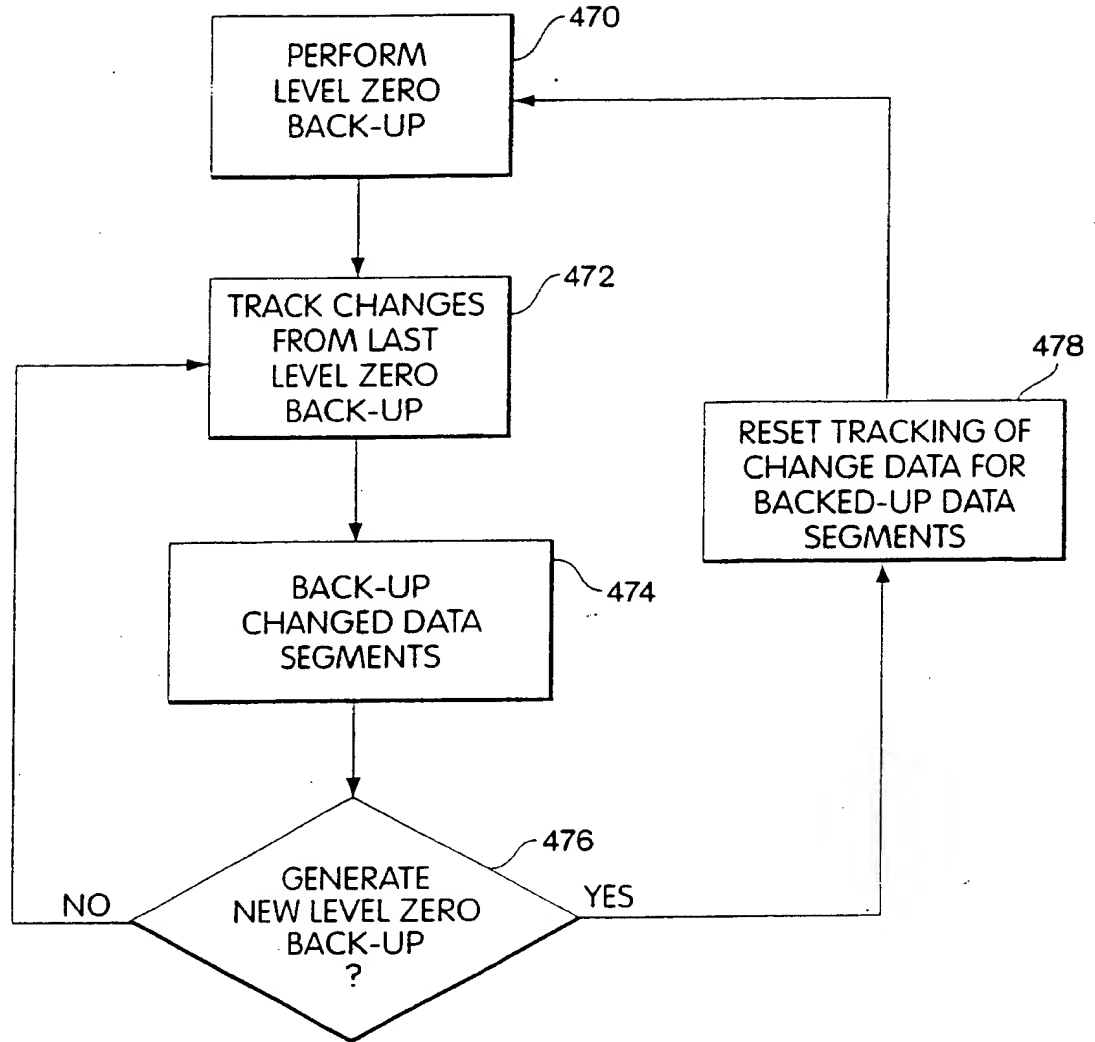 470
PERFORM
LEVEL ZERO
BACK-UP
472
TRACK CHANGES
FROM LAST
LEVEL ZERO
BACK-UP
478
RESET TRACKING OF
CHANGE DATA FOR
BACKED-UP DATA
SEGMENTS
474
BACK-UP
CHANGED DATA
SEGMENTS
476
GENERATE
NEW LEVEL ZERO
BACK-UP
?
NO
YES